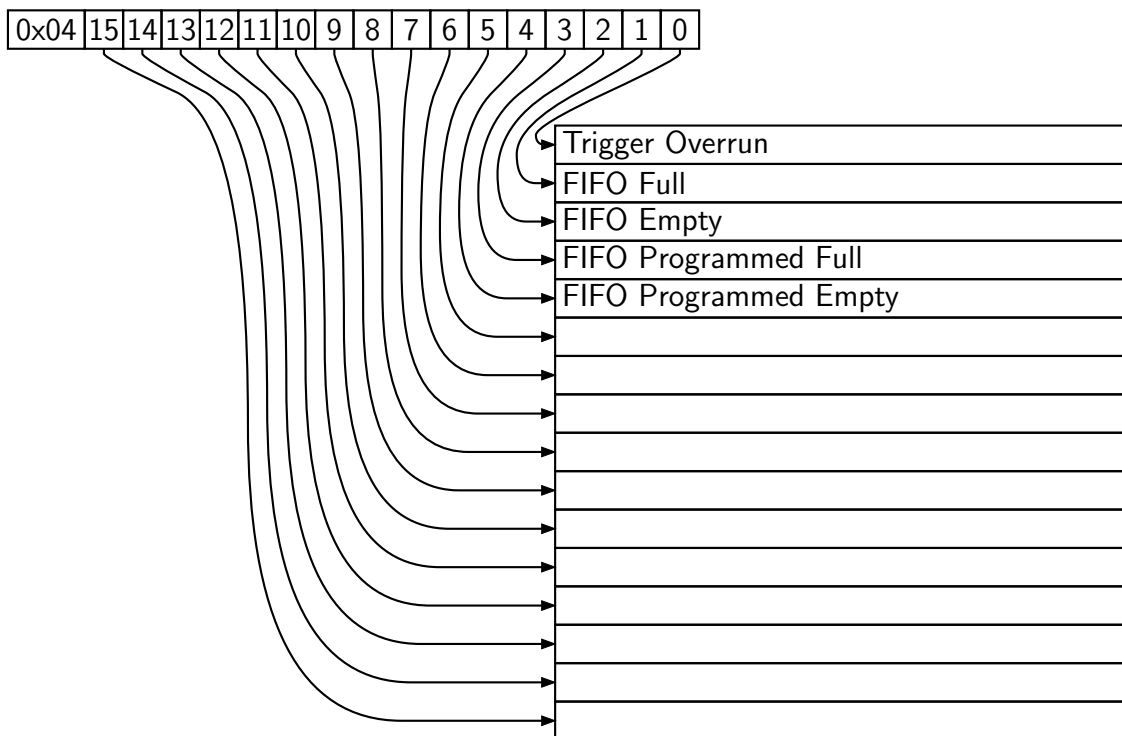 0x04 15 14 13 12 11 10 9 8 7 6 5 4 3 2 1 0
Trigger Overrun
FIFO Full
FIFO Empty
FIFO Programmed Full
FIFO Programmed Empty